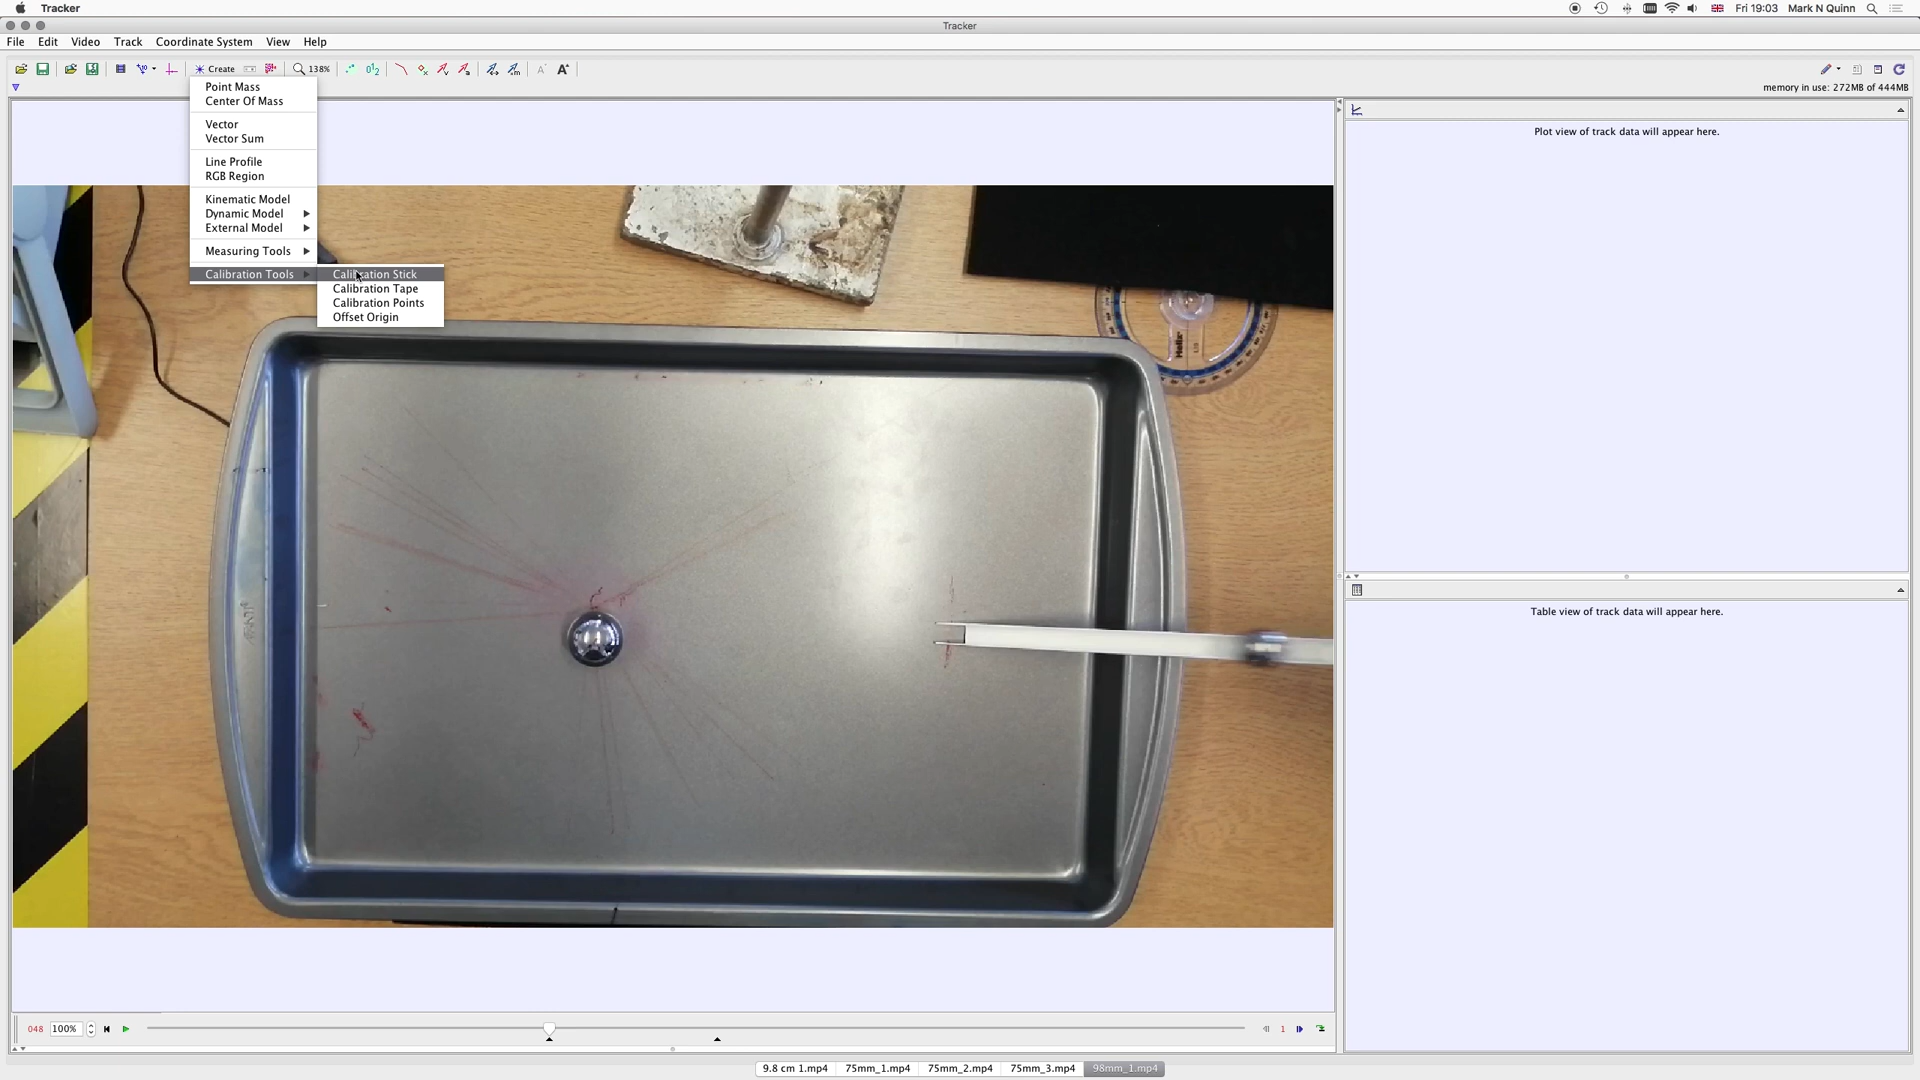 Tracker
Fri 19:03 Mark N Quinn
Tracker
File Edit Video Track Coordinate System View Help
Create 138%
memory in use: 272MB of 444MB
Point Mass
Center Of Mass
Vector
Vector Sum
Line Profile
RGB Region
Kinematic Model
Dynamic Model
External Model
Measuring Tools
Calibration Tools
Calibration Stick
Calibration Tape
Calibration Points
Offset Origin
Plot view of track data will appear here.
Table view of track data will appear here.
Helix
048 100% 1
9.8 cm 1.mp4 75mm_1.mp4 75mm_2.mp4 75mm_3.mp4 98mm_1.mp4